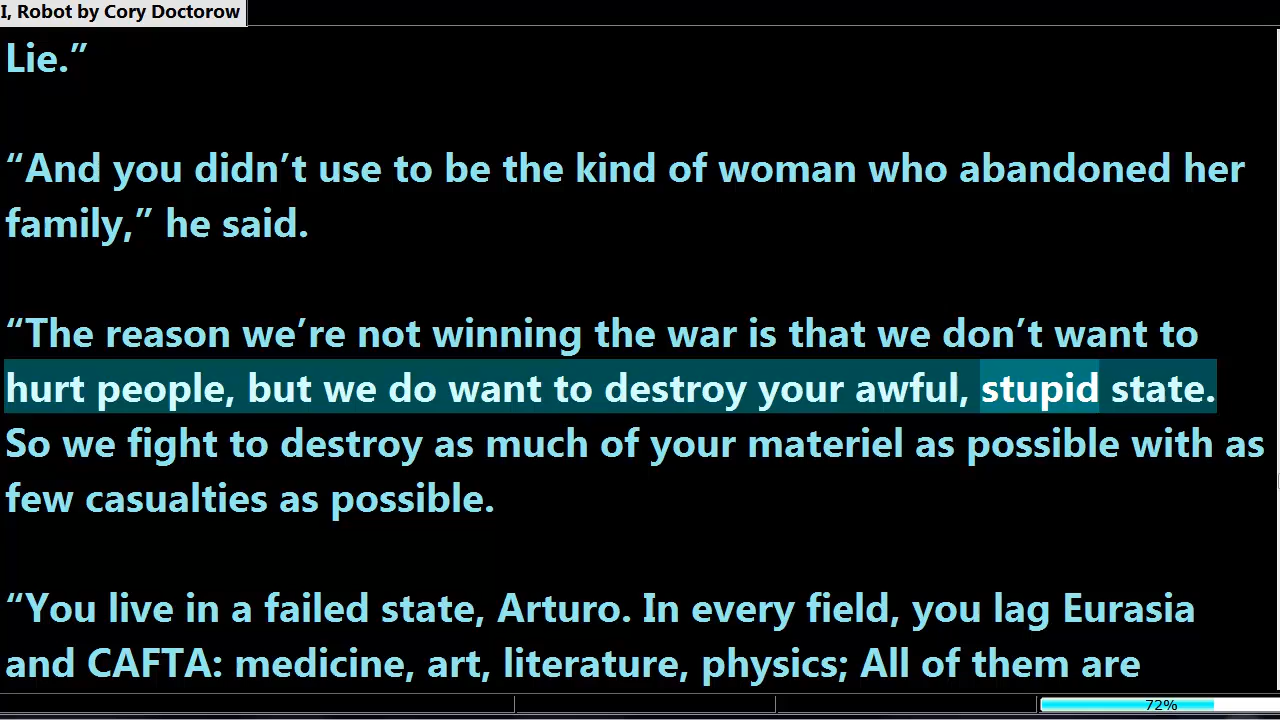 I, Robot by Cory Doctorow
Lie.”
“And you didn’t use to be the kind of woman who abandoned her
family,” he said.
“The reason we’re not winning the war is that we don’t want to
hurt people, but we do want to destroy your awful, stupid state.
So we fight to destroy as much of your materiel as possible with as
few casualties as possible.
“You live in a failed state, Arturo. In every field, you lag Eurasia
and CAFTA: medicine, art, literature, physics; All of them are
72%